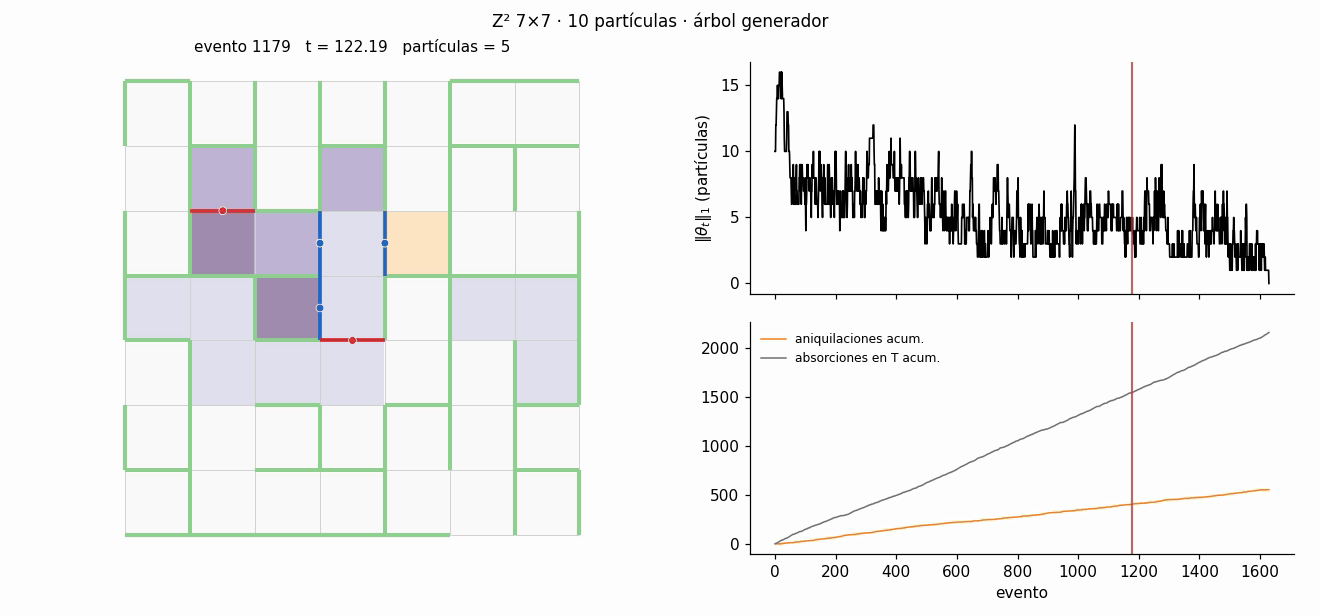 Z² 7×7 · 10 partículas · árbol generador
evento 1179   t = 122.19   partículas = 5
‖θₜ‖₁ (partículas)
15
10
5
0
aniquilaciones acum.
absorciones en T acum.
2000
1500
1000
500
0
0 200 400 600 800 1000 1200 1400 1600
evento